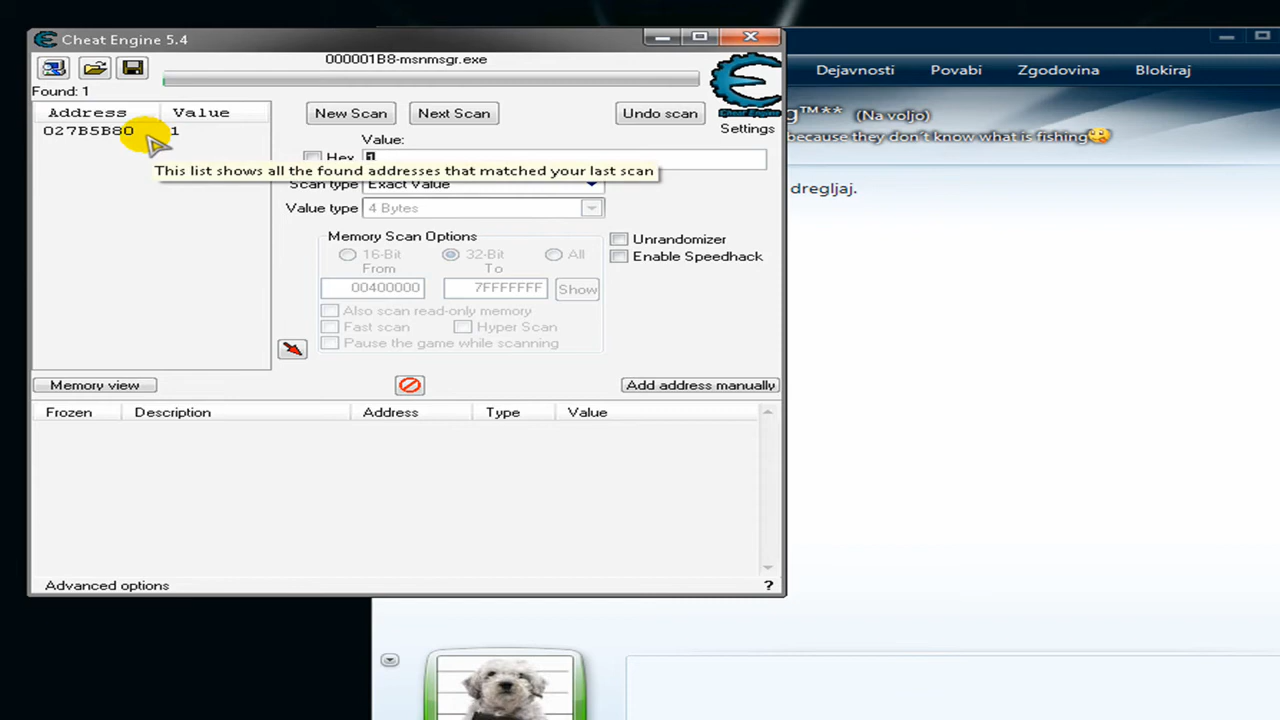 Cheat Engine 5.4
000001B8-msnmsgr.exe
Found: 1
Address Value
027B5B80 1
New Scan Next Scan Undo scan
Cheat Engine
Settings
Value:
Hex 1
This list shows all the found addresses that matched your last scan
Scan type Exact Value
Value type 4 Bytes
Memory Scan Options
16-Bit 32-Bit All
From To
00400000 7FFFFFFF Show
Also scan read-only memory
Fast scan Hyper Scan
Pause the game while scanning
Unrandomizer
Enable Speedhack
Memory view Add address manually
Frozen Description Address Type Value
Advanced options ?
Dejavnosti Povabi Zgodovina Blokiraj
g™** (Na voljo)
because they don´t know what is fishing
dregljaj.